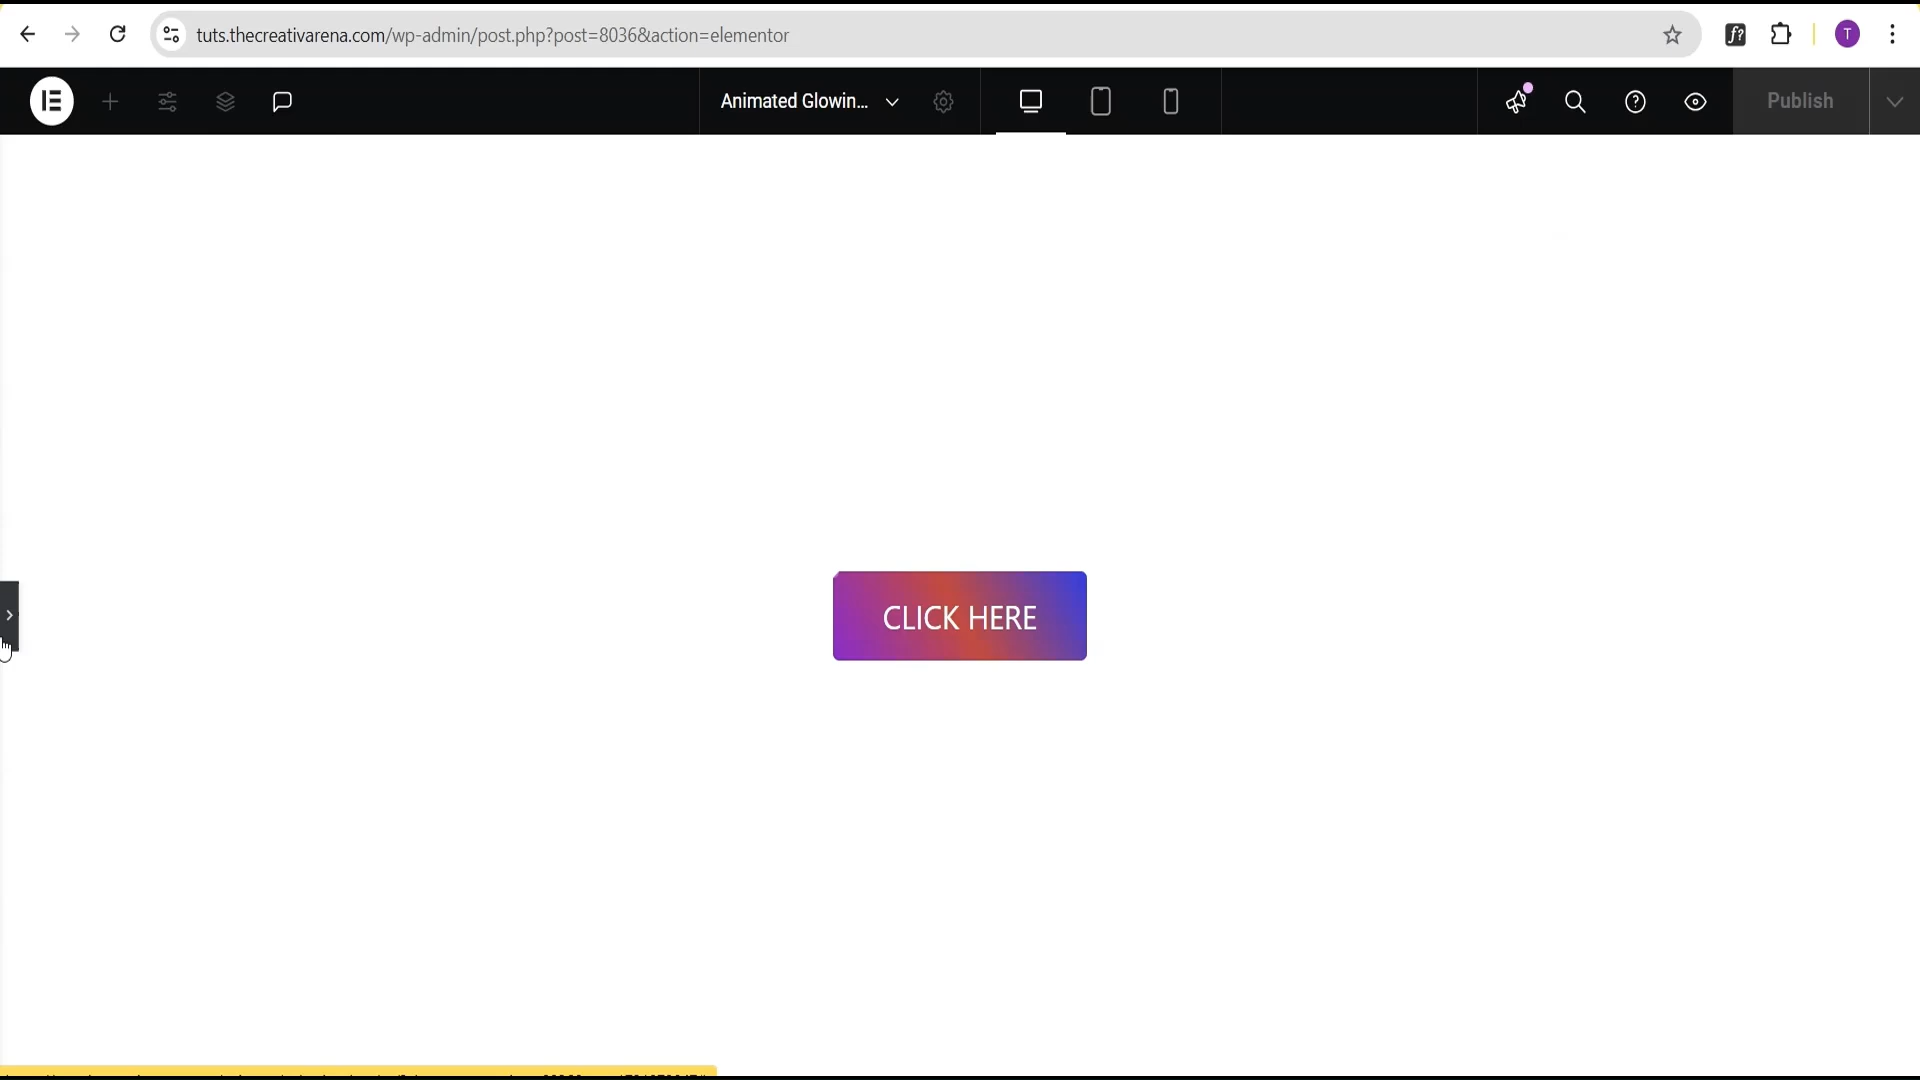 tuts.thecreativarena.com/wp-admin/post.php?post=8036&action=elementor
f?
T
Animated Glowin...
Publish
CLICK HERE